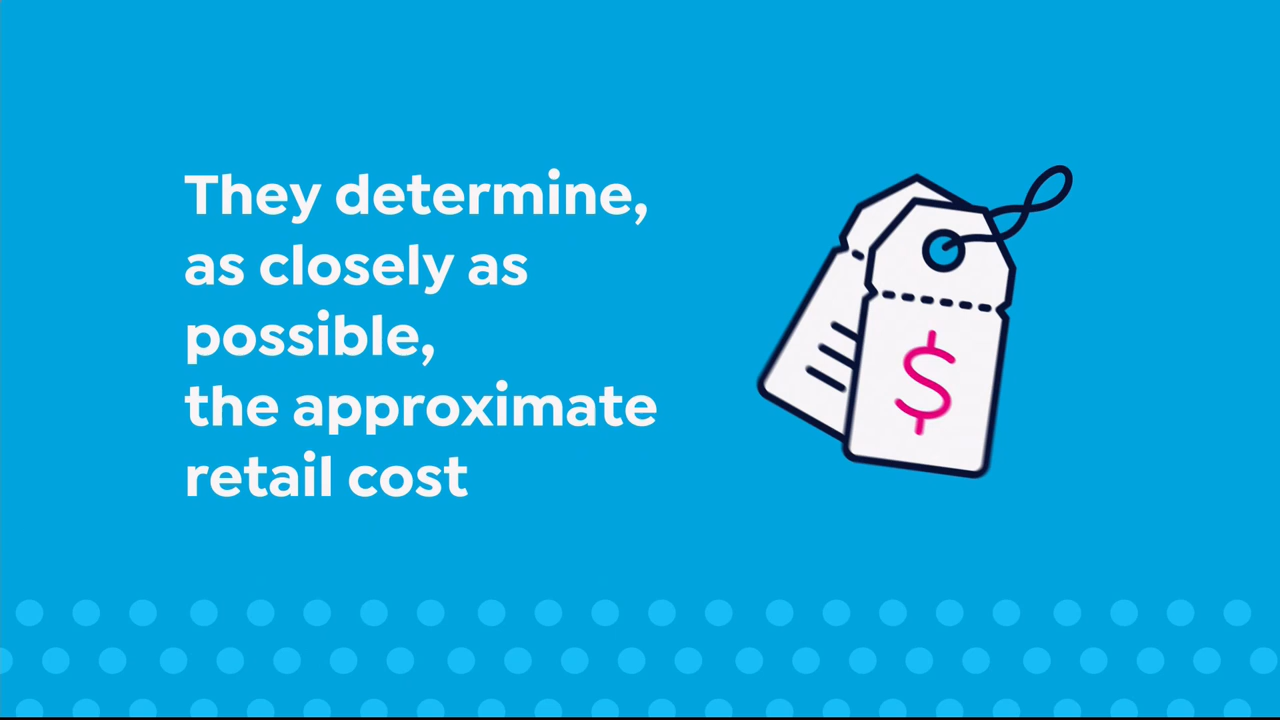 They determine,
as closely as
possible,
the approximate
retail cost
$